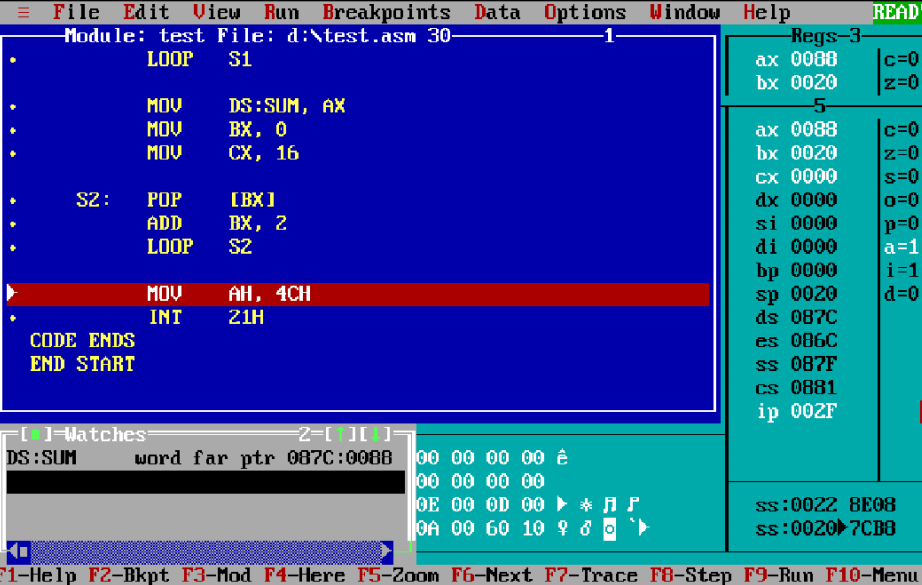 ≡ File Edit View Run Breakpoints Data Options Window Help READ
Module: test File: d:\test.asm 30 1
LOOP S1
MOV DS:SUM, AX
MOV BX, 0
MOV CX, 16
S2: POP [BX]
ADD BX, 2
LOOP S2
MOV AH, 4CH
INT 21H
CODE ENDS
END START
Regs 3
ax 0088 c=0
bx 0020 z=0
5
ax 0088 c=0
bx 0020 z=0
cx 0000 s=0
dx 0000 o=0
si 0000 p=0
di 0000 a=1
bp 0000 i=1
sp 0020 d=0
ds 087C
es 086C
ss 087F
cs 0881
ip 002F
[■]=Watches 2=[↑][↓]
DS:SUM word far ptr 087C:0088
00 00 00 00 ê
00 00 00 00
0E 00 0D 00 ► ☼ ♫ ♪
0A 00 60 10 ♀ ♂ ◙ `►
ss:0022 8E08
ss:0020►7CB8
F1-Help F2-Bkpt F3-Mod F4-Here F5-Zoom F6-Next F7-Trace F8-Step F9-Run F10-Menu